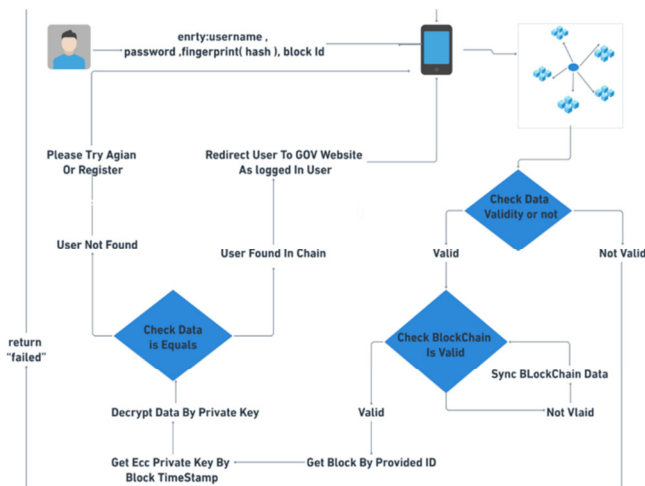 enrty:username ,
password ,fingerprint( hash ), block Id
Please Try Agian
Or Register
Redirect User To GOV Website
As logged In User
Check Data
Validity or not
User Not Found
User Found In Chain
Valid
Not Valid
Check Data
is Equals
Check BlockChain
Is Valid
return
"failed"
Sync BLockChain Data
Decrypt Data By Private Key
Valid
Not Vlaid
Get Ecc Private Key By
Block TimeStamp
Get Block By Provided ID